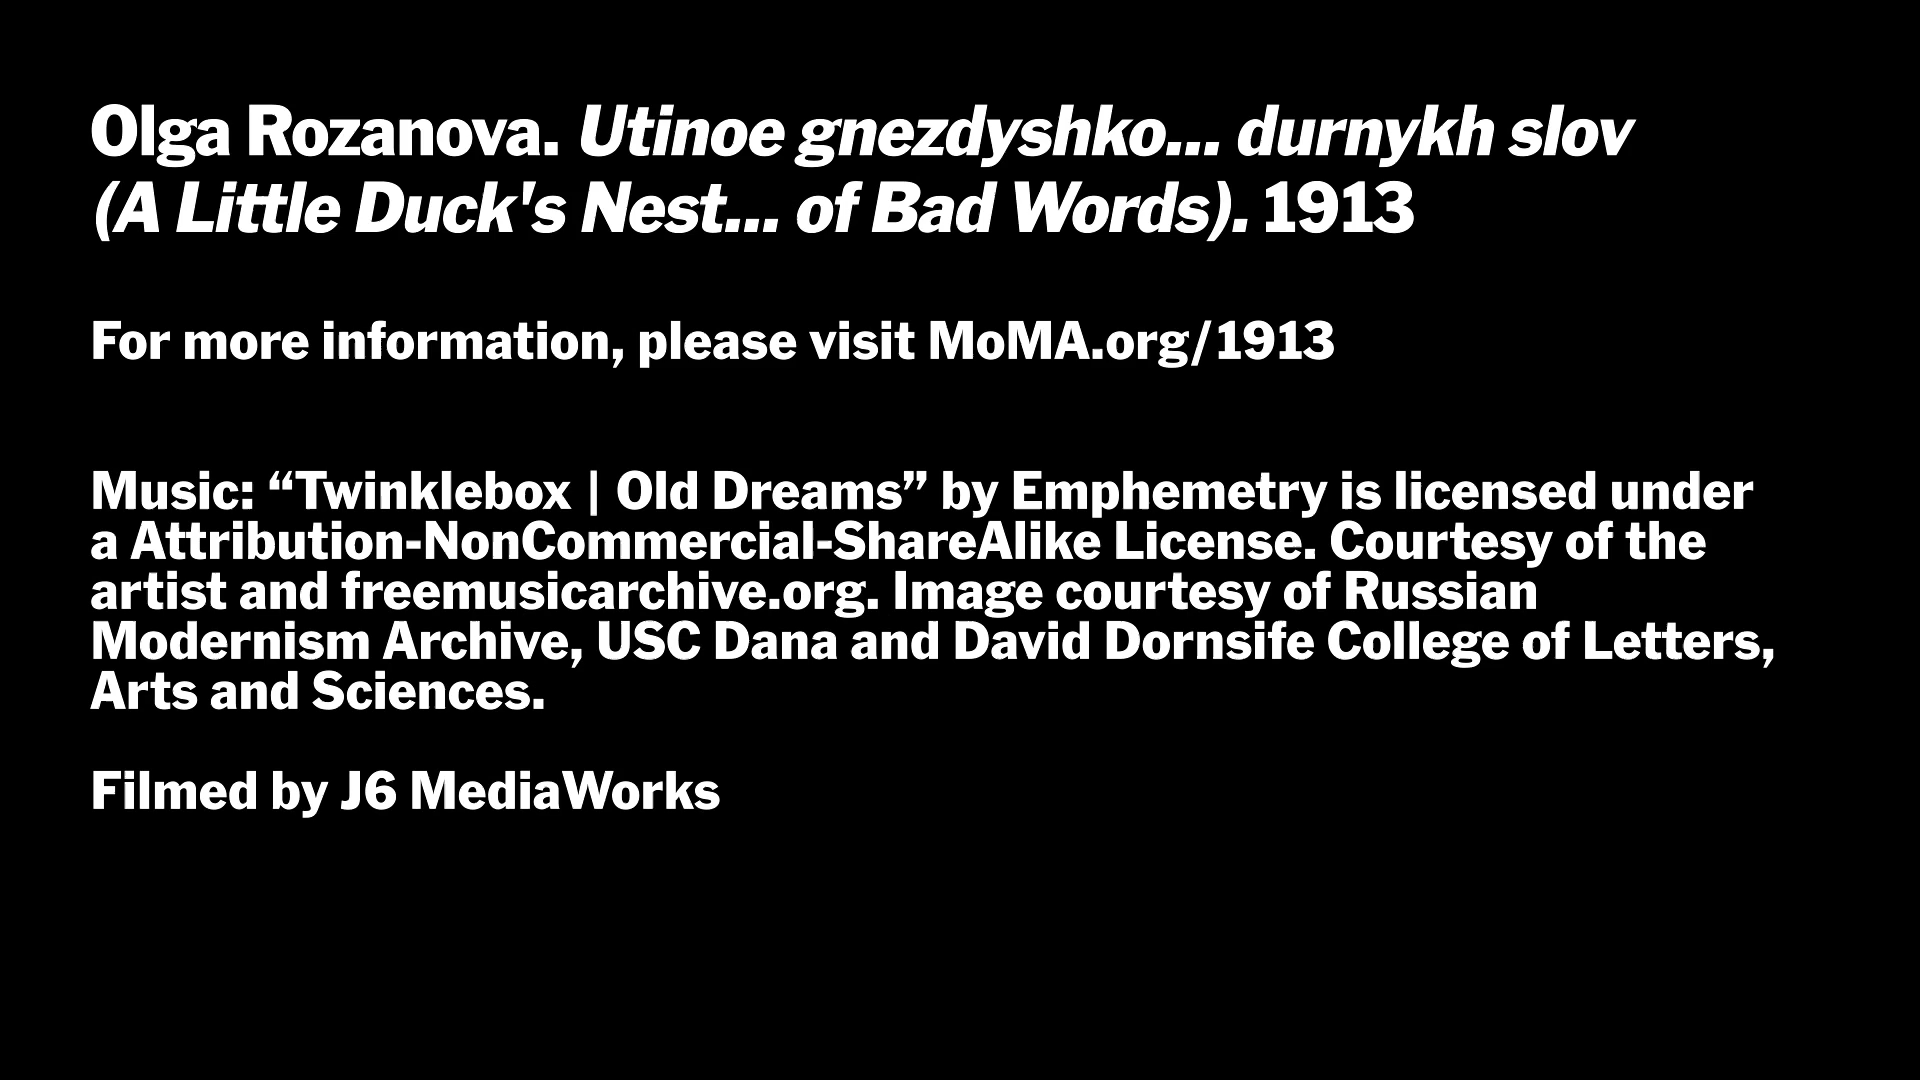 Olga Rozanova. Utinoe gnezdyshko... durnykh slov
(A Little Duck's Nest... of Bad Words). 1913
For more information, please visit MoMA.org/1913
Music: “Twinklebox | Old Dreams” by Emphemetry is licensed under
a Attribution-NonCommercial-ShareAlike License. Courtesy of the
artist and freemusicarchive.org. Image courtesy of Russian
Modernism Archive, USC Dana and David Dornsife College of Letters,
Arts and Sciences.
Filmed by J6 MediaWorks